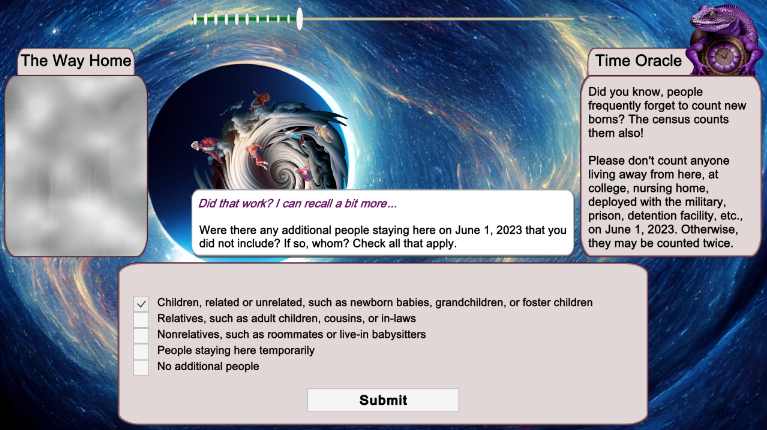 The Way Home
Time Oracle
Did you know, people
frequently forget to count new
borns? The census counts
them also!
Please don't count anyone
living away from here, at
college, nursing home,
deployed with the military,
prison, detention facility, etc.,
on June 1, 2023. Otherwise,
they may be counted twice.
Did that work? I can recall a bit more...
Were there any additional people staying here on June 1, 2023 that you
did not include? If so, whom? Check all that apply.
Children, related or unrelated, such as newborn babies, grandchildren, or foster children
Relatives, such as adult children, cousins, or in-laws
Nonrelatives, such as roommates or live-in babysitters
People staying here temporarily
No additional people
Submit